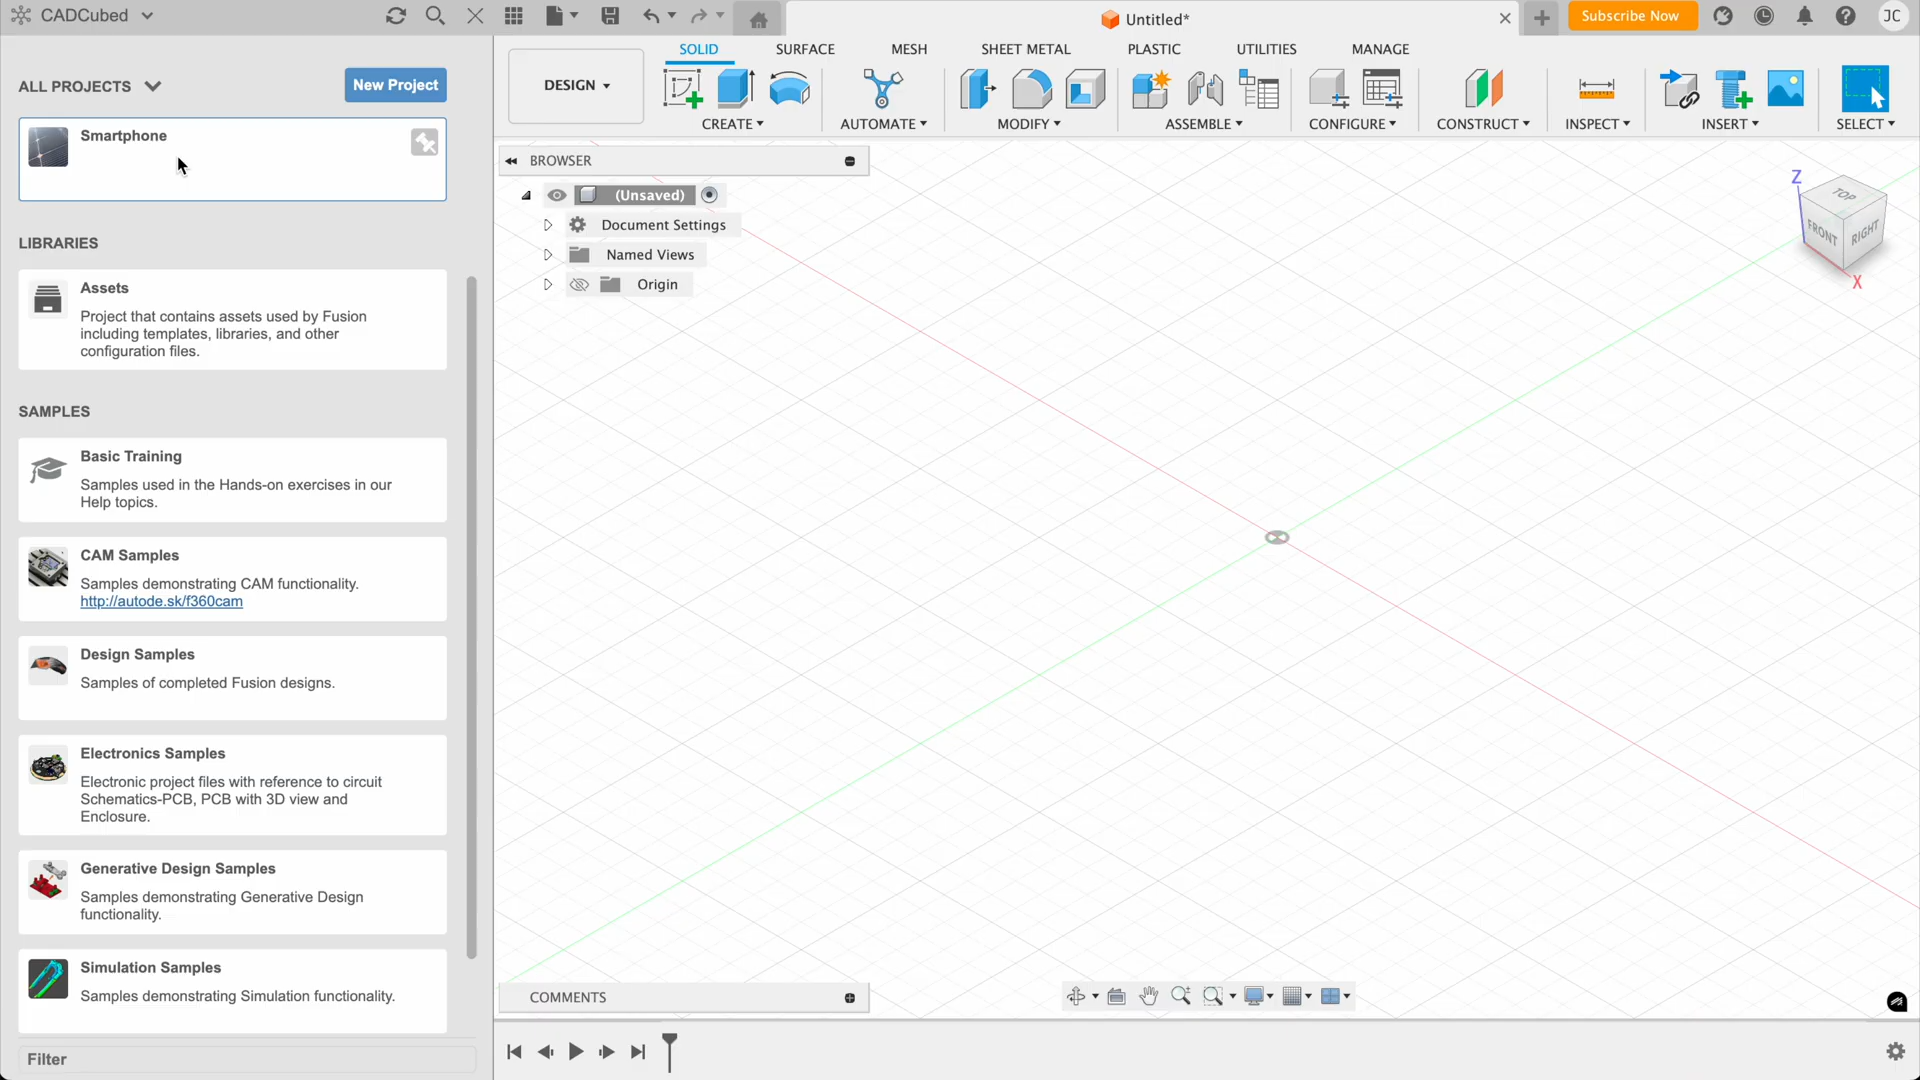 CADCubed
Untitled*
Subscribe Now
JC
ALL PROJECTS
New Project
Smartphone
LIBRARIES
Assets
Project that contains assets used by Fusion
including templates, libraries, and other
configuration files.
SAMPLES
Basic Training
Samples used in the Hands-on exercises in our
Help topics.
CAM Samples
Samples demonstrating CAM functionality.
http://autode.sk/f360cam
Design Samples
Samples of completed Fusion designs.
Electronics Samples
Electronic project files with reference to circuit
Schematics-PCB, PCB with 3D view and
Enclosure.
Generative Design Samples
Samples demonstrating Generative Design
functionality.
Simulation Samples
Samples demonstrating Simulation functionality.
Filter
DESIGN
SOLID
SURFACE
MESH
SHEET METAL
PLASTIC
UTILITIES
MANAGE
CREATE
AUTOMATE
MODIFY
ASSEMBLE
CONFIGURE
CONSTRUCT
INSPECT
INSERT
SELECT
BROWSER
(Unsaved)
Document Settings
Named Views
Origin
Z
TOP
FRONT
RIGHT
X
COMMENTS